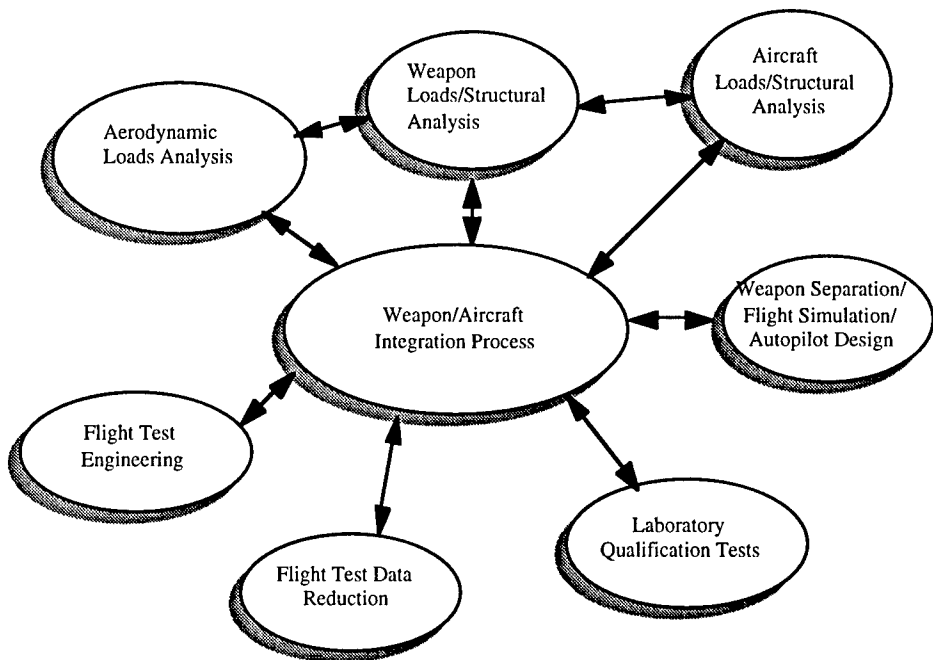 Aerodynamic
Loads Analysis
Weapon
Loads/Structural
Analysis
Aircraft
Loads/Structural
Analysis
Weapon/Aircraft
Integration Process
Weapon Separation/
Flight Simulation/
Autopilot Design
Flight Test
Engineering
Flight Test Data
Reduction
Laboratory
Qualification Tests